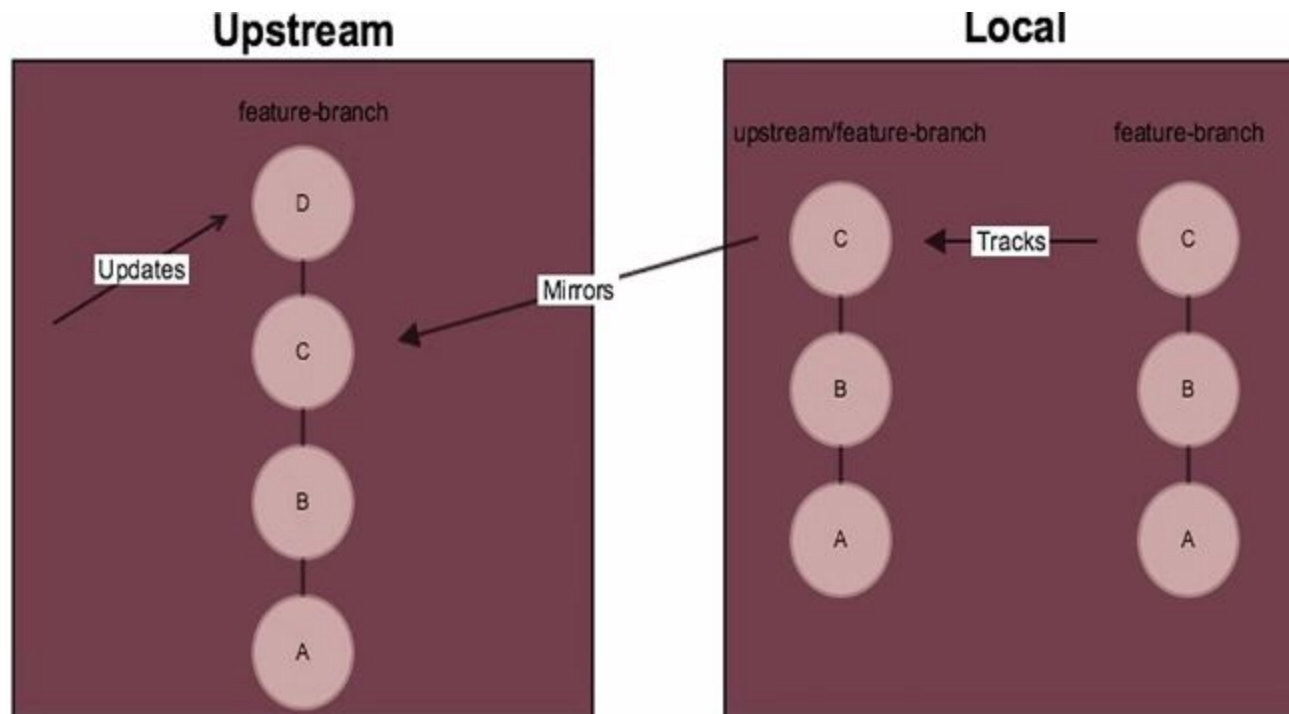 Upstream
Local
feature-branch
D
Updates
C
B
A
Mirrors
upstream/feature-branch
feature-branch
C
Tracks
C
B
B
A
A